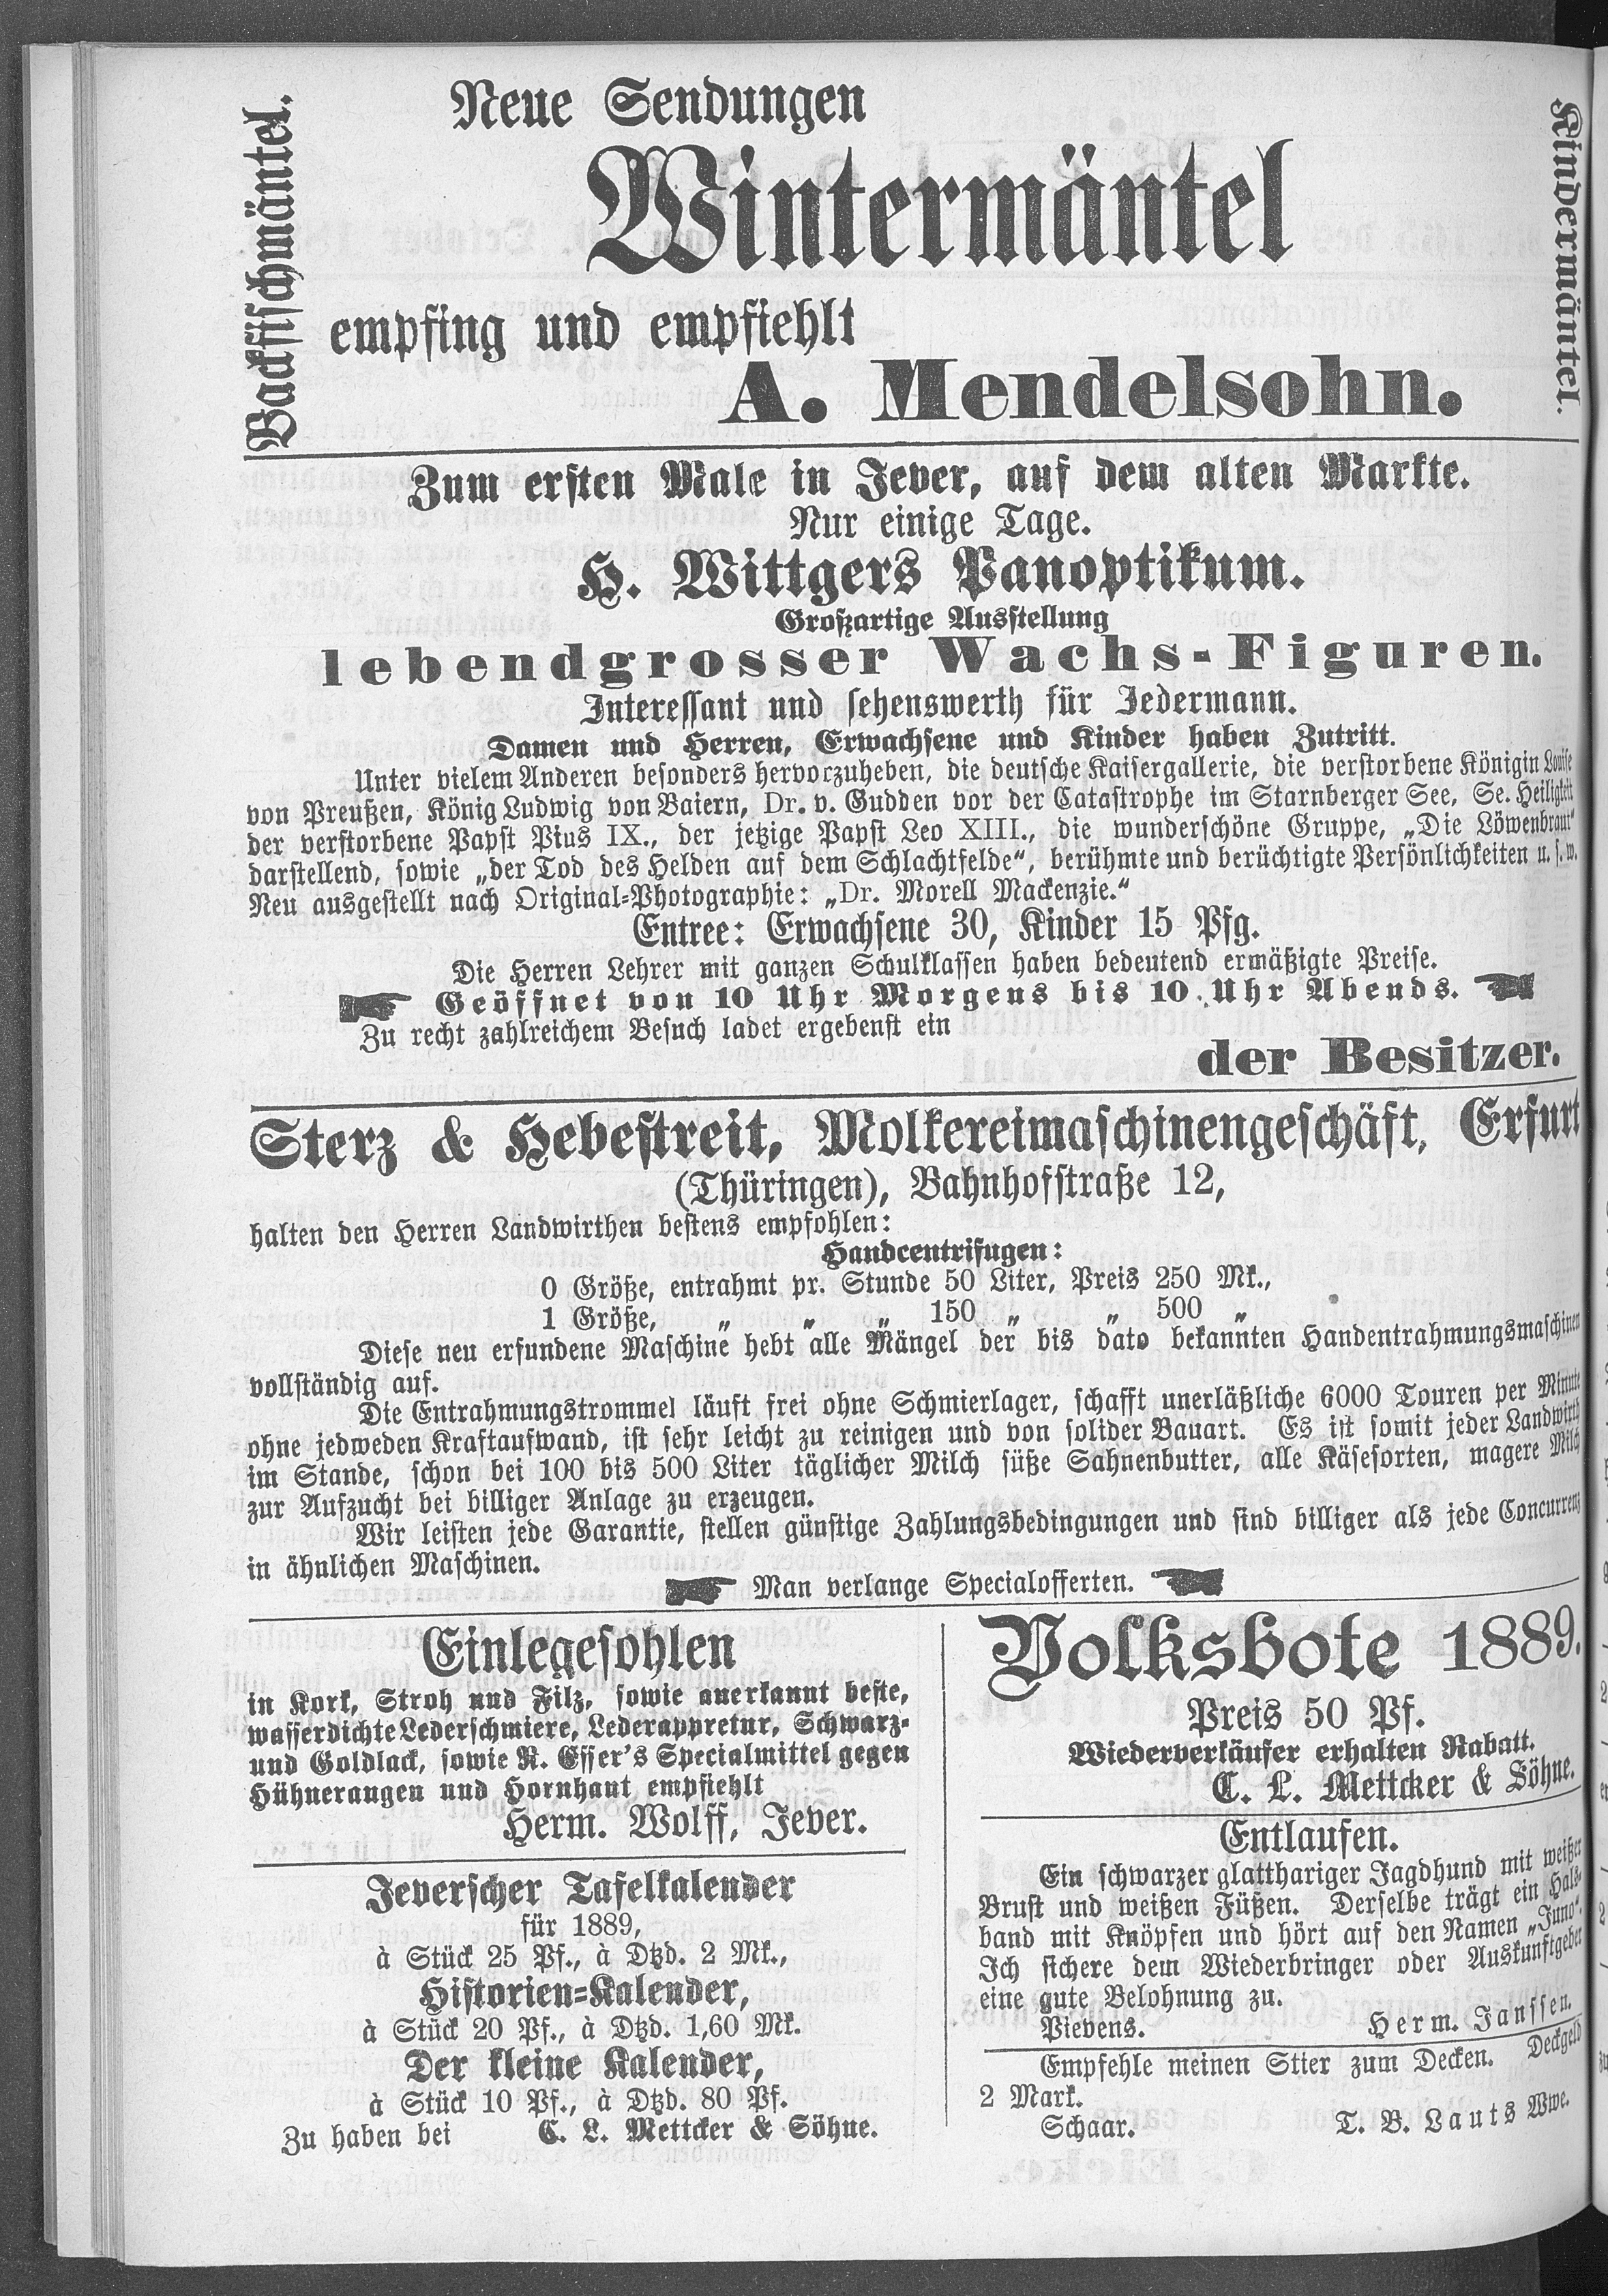 Backfischmäntel.
Neue Sendungen
Wintermäntel
empfing und empfiehlt
A. Mendelsohn.
Kindermäntel.
Zum ersten Male in Jever, auf dem alten Markte.
Nur einige Tage.
H. Wittgers Panoptikum.
Großartige Ausstellung
lebendgrosser Wachs-Figuren.
Interessant und sehenswerth für Jedermann.
Damen und Herren, Erwachsene und Kinder haben Zutritt.
Unter vielem Anderen besonders hervorzuheben, die deutsche Kaisergallerie, die verstorbene Königin Louise
von Preußen, König Ludwig von Baiern, Dr. v. Gudden vor der Catastrophe im Starnberger See, Se. Heiligkeit
der verstorbene Papst Pius IX., der jetzige Papst Leo XIII., die wunderschöne Gruppe, „Die Löwenbraut“
darstellend, sowie „der Tod des Helden auf dem Schlachtfelde“, berühmte und berüchtigte Persönlichkeiten u. s. w.
Neu ausgestellt nach Original-Photographie: „Dr. Morell Mackenzie.“
Entree: Erwachsene 30, Kinder 15 Pfg.
Die Herren Lehrer mit ganzen Schulklassen haben bedeutend ermäßigte Preise.
Geöffnet von 10 Uhr Morgens bis 10 Uhr Abends.
Zu recht zahlreichem Besuch ladet ergebenst ein
der Besitzer.
Sterz & Hebestreit, Molkereimaschinengeschäft, Erfurt
(Thüringen), Bahnhofstraße 12,
halten den Herren Landwirthen bestens empfohlen:
Handcentrifugen:
0 Größe, entrahmt pr. Stunde 50 Liter, Preis 250 Mk.,
1 Größe, „ „ „ 150 „ „ 500 „
Diese neu erfundene Maschine hebt alle Mängel der bis dato bekannten Handentrahmungsmaschinen
vollständig auf.
Die Entrahmungstrommel läuft frei ohne Schmierlager, schafft unerläßliche 6000 Touren per Minute
ohne jedweden Kraftaufwand, ist sehr leicht zu reinigen und von solider Bauart. Es ist somit jeder Landwirth
im Stande, schon bei 100 bis 500 Liter täglicher Milch süße Sahnenbutter, alle Käsesorten, magere Milch
zur Aufzucht bei billiger Anlage zu erzeugen.
Wir leisten jede Garantie, stellen günstige Zahlungsbedingungen und sind billiger als jede Concurrenz
in ähnlichen Maschinen.
Man verlange Specialofferten.
Einlegesohlen
in Kork, Stroh und Filz, sowie anerkannt beste,
wasserdichte Lederschmiere, Lederappretur, Schwarz-
und Goldlack, sowie R. Esser's Specialmittel gegen
Hühneraugen und Hornhaut empfiehlt
Herm. Wolff, Jever.
Jeverscher Tafelkalender
für 1889,
à Stück 25 Pf., à Dtzd. 2 Mk.,
Historien-Kalender,
à Stück 20 Pf., à Dtzd. 1,60 Mk.
Der kleine Kalender,
à Stück 10 Pf., à Dtzd. 80 Pf.
Zu haben bei C. L. Mettcker & Söhne.
Volksbote 1889.
Preis 50 Pf.
Wiederverkäufer erhalten Rabatt.
C. L. Mettcker & Söhne.
Entlaufen.
Ein schwarzer glatthariger Jagdhund mit weißer
Brust und weißen Füßen. Derselbe trägt ein Hals-
band mit Knöpfen und hört auf den Namen „Juno“.
Ich sichere dem Wiederbringer oder Auskunftgeber
eine gute Belohnung zu.
Pievens. Herm. Janssen.
Empfehle meinen Stier zum Decken. Deckgeld
2 Mark.
Schaar. T. B. Lauts Wwe.